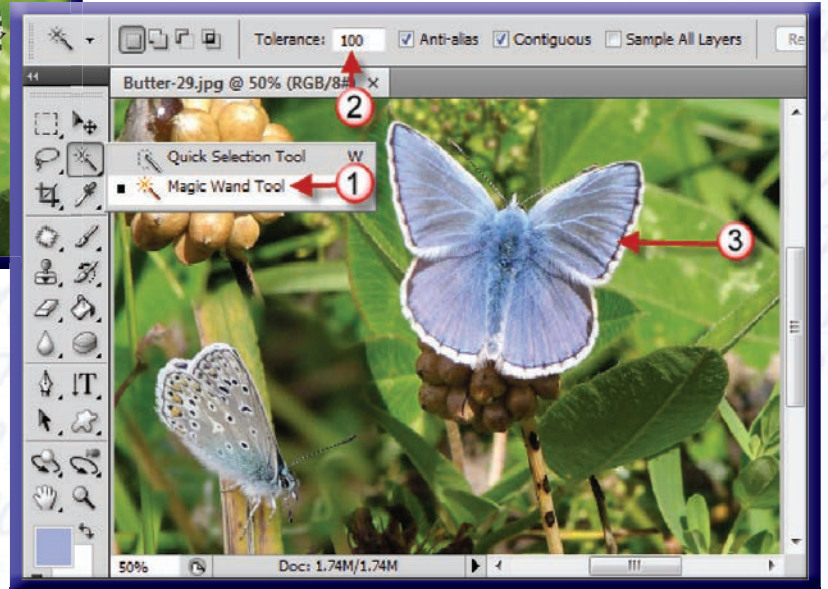 Tolerance: 100 Anti-alias Contiguous Sample All Layers Re
Butter-29.jpg @ 50% (RGB/8#) ×
2
Quick Selection Tool W
Magic Wand Tool 1
3
T
50% Doc: 1.74M/1.74M